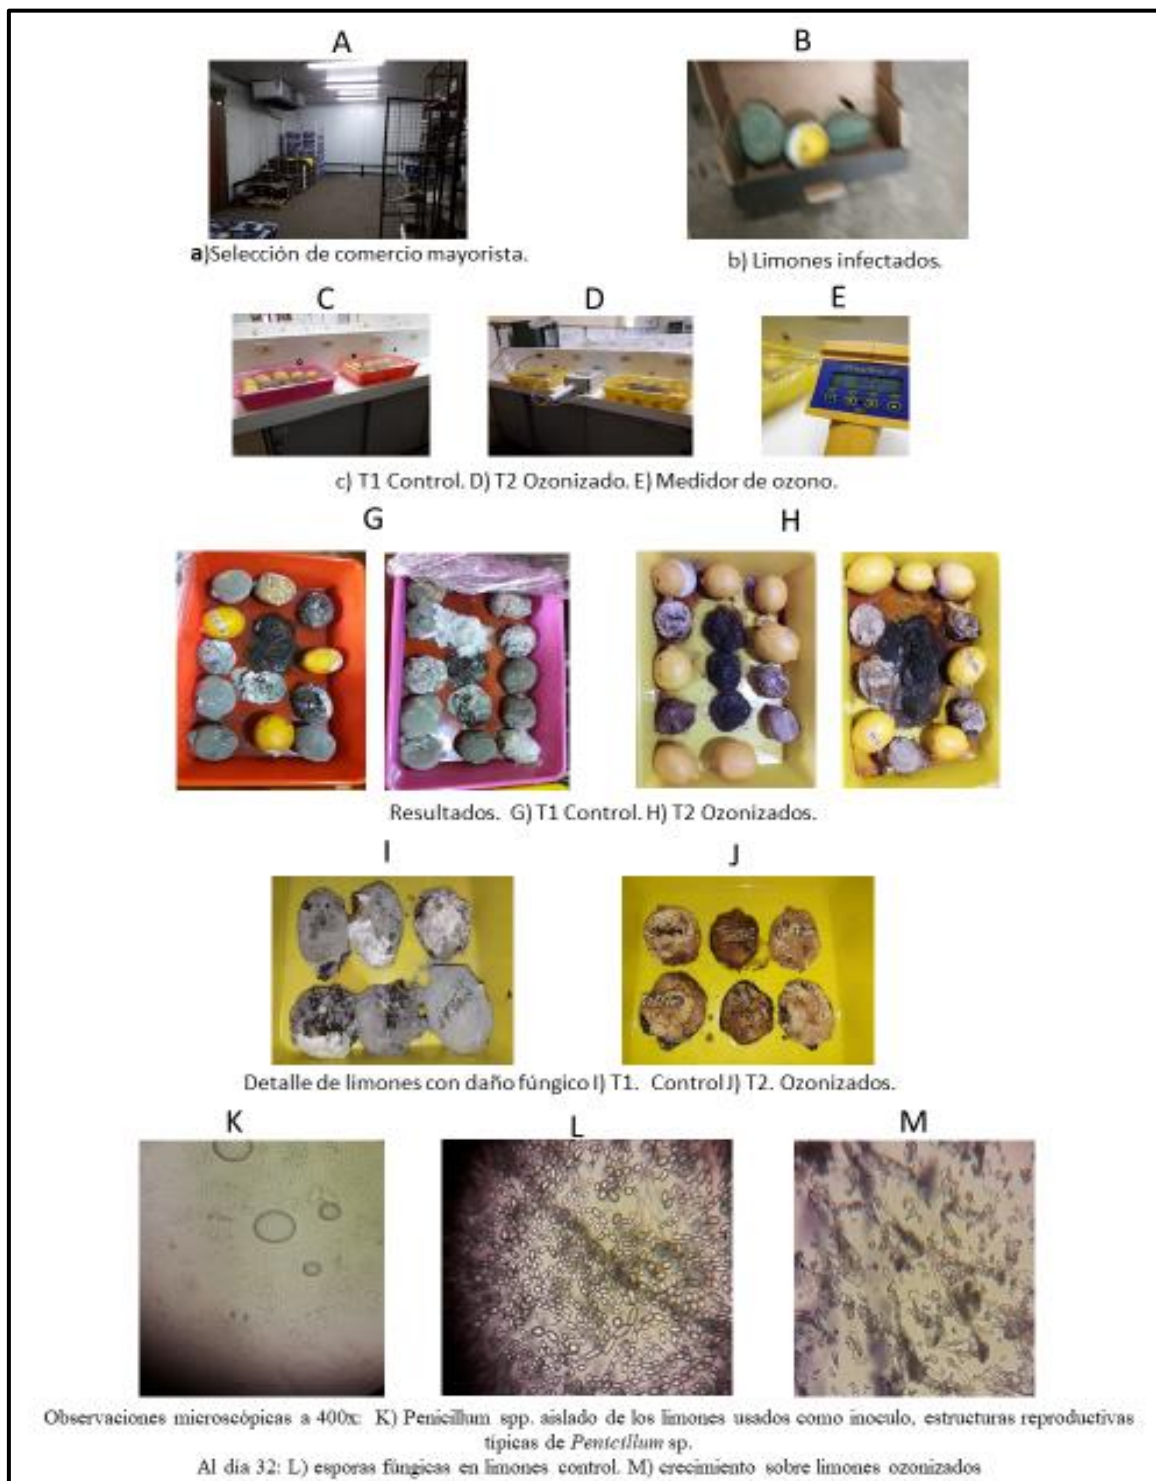 A
B
a)Selección de comercio mayorista.
b) Limones infectados.
C
D
E
c) T1 Control. D) T2 Ozonizado. E) Medidor de ozono.
G
H
Resultados. G) T1 Control. H) T2 Ozonizados.
I
J
Detalle de limones con daño fúngico I) T1. Control J) T2. Ozonizados.
K
L
M
Observaciones microscópicas a 400x: K) Penicillum spp. aislado de los limones usados como inoculo, estructuras reproductivas
típicas de Penicillum sp.
Al día 32: L) esporas fúngicas en limones control. M) crecimiento sobre limones ozonizados